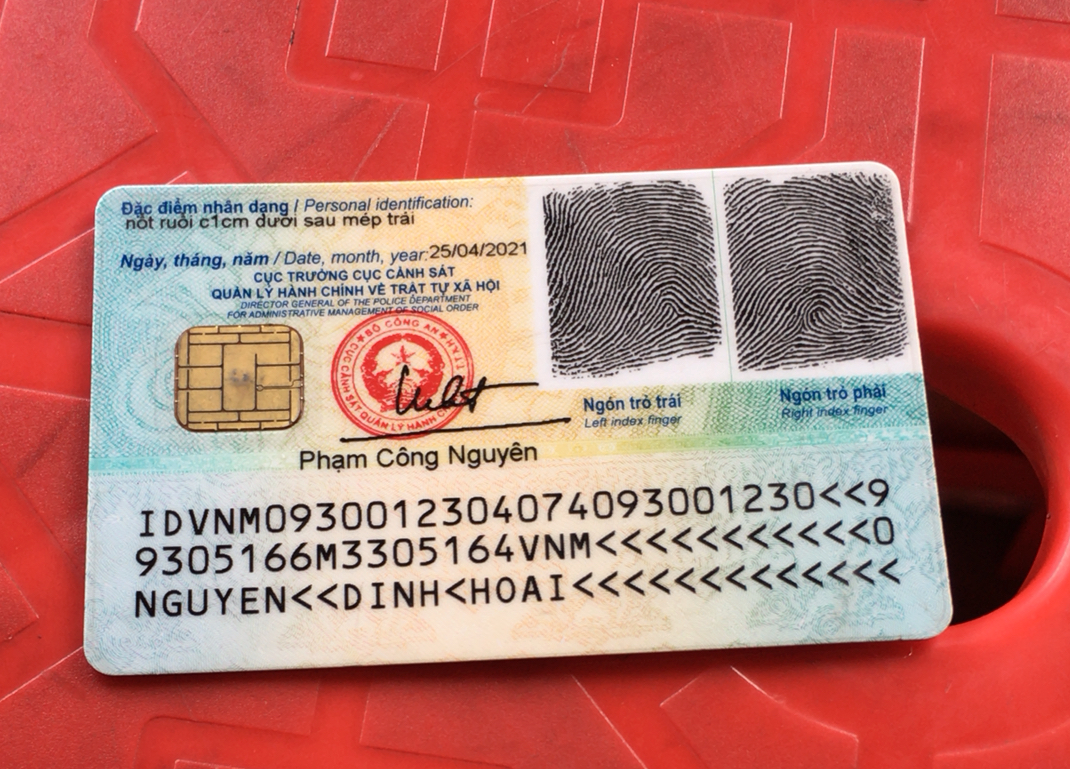 Đặc điểm nhân dạng / Personal identification:
nốt ruồi c1cm dưới sau mép trái
Ngày, tháng, năm / Date, month, year:25/04/2021
CỤC TRƯỞNG CỤC CẢNH SÁT
QUẢN LÝ HÀNH CHÍNH VỀ TRẬT TỰ XÃ HỘI
DIRECTOR GENERAL OF THE POLICE DEPARTMENT
FOR ADMINISTRATIVE MANAGEMENT OF SOCIAL ORDER
BỘ CÔNG AN
CỤC CẢNH SÁT QUẢN LÝ HÀNH
Phạm Công Nguyên
Ngón trỏ trái
Left index finger
Ngón trỏ phải
Right index finger
IDVNM0930012304074093001230<<9
9305166M3305164VNM<<<<<<<<<<<0
NGUYEN<<DINH<HOAI<<<<<<<<<<<<<